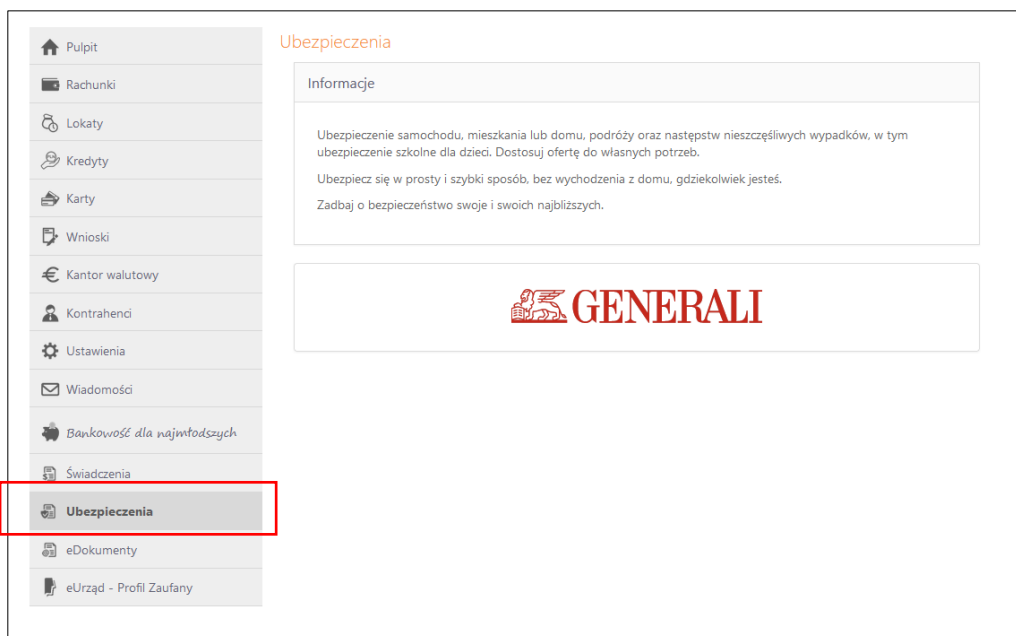 Pulpit
Rachunki
Lokaty
Kredyty
Karty
Wnioski
Kantor walutowy
Kontrahenci
Ustawienia
Wiadomości
Bankowość dla najmłodszych
Świadczenia
Ubezpieczenia
eDokumenty
eUrząd - Profil Zaufany
Ubezpieczenia
Informacje
Ubezpieczenie samochodu, mieszkania lub domu, podróży oraz następstw nieszczęśliwych wypadków, w tym
ubezpieczenie szkolne dla dzieci. Dostosuj ofertę do własnych potrzeb.
Ubezpiecz się w prosty i szybki sposób, bez wychodzenia z domu, gdziekolwiek jesteś.
Zadbaj o bezpieczeństwo swoje i swoich najbliższych.
GENERALI